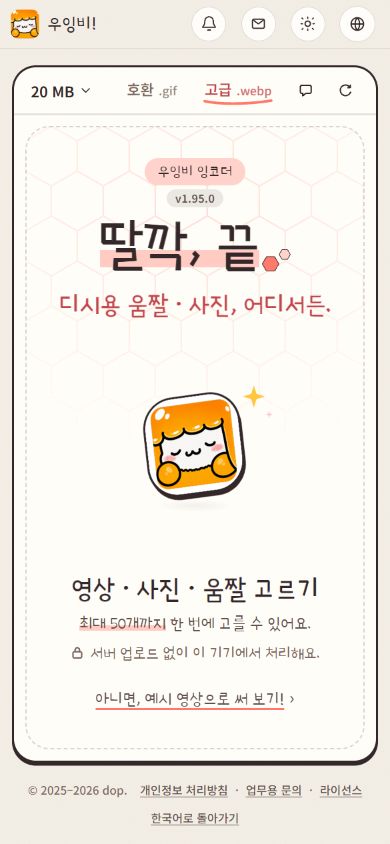 우잉비!
20 MB
호환 .gif
고급 .webp
우잉비 잉코더
v1.95.0
딸깍, 끝
디시용 움짤 · 사진, 어디서든.
영상 · 사진 · 움짤 고르기
최대 50개까지 한 번에 고를 수 있어요.
서버 업로드 없이 이 기기에서 처리해요.
아니면, 예시 영상으로 써 보기! ›
© 2025–2026 dop. 개인정보 처리방침 · 업무용 문의 · 라이선스
한국어로 돌아가기